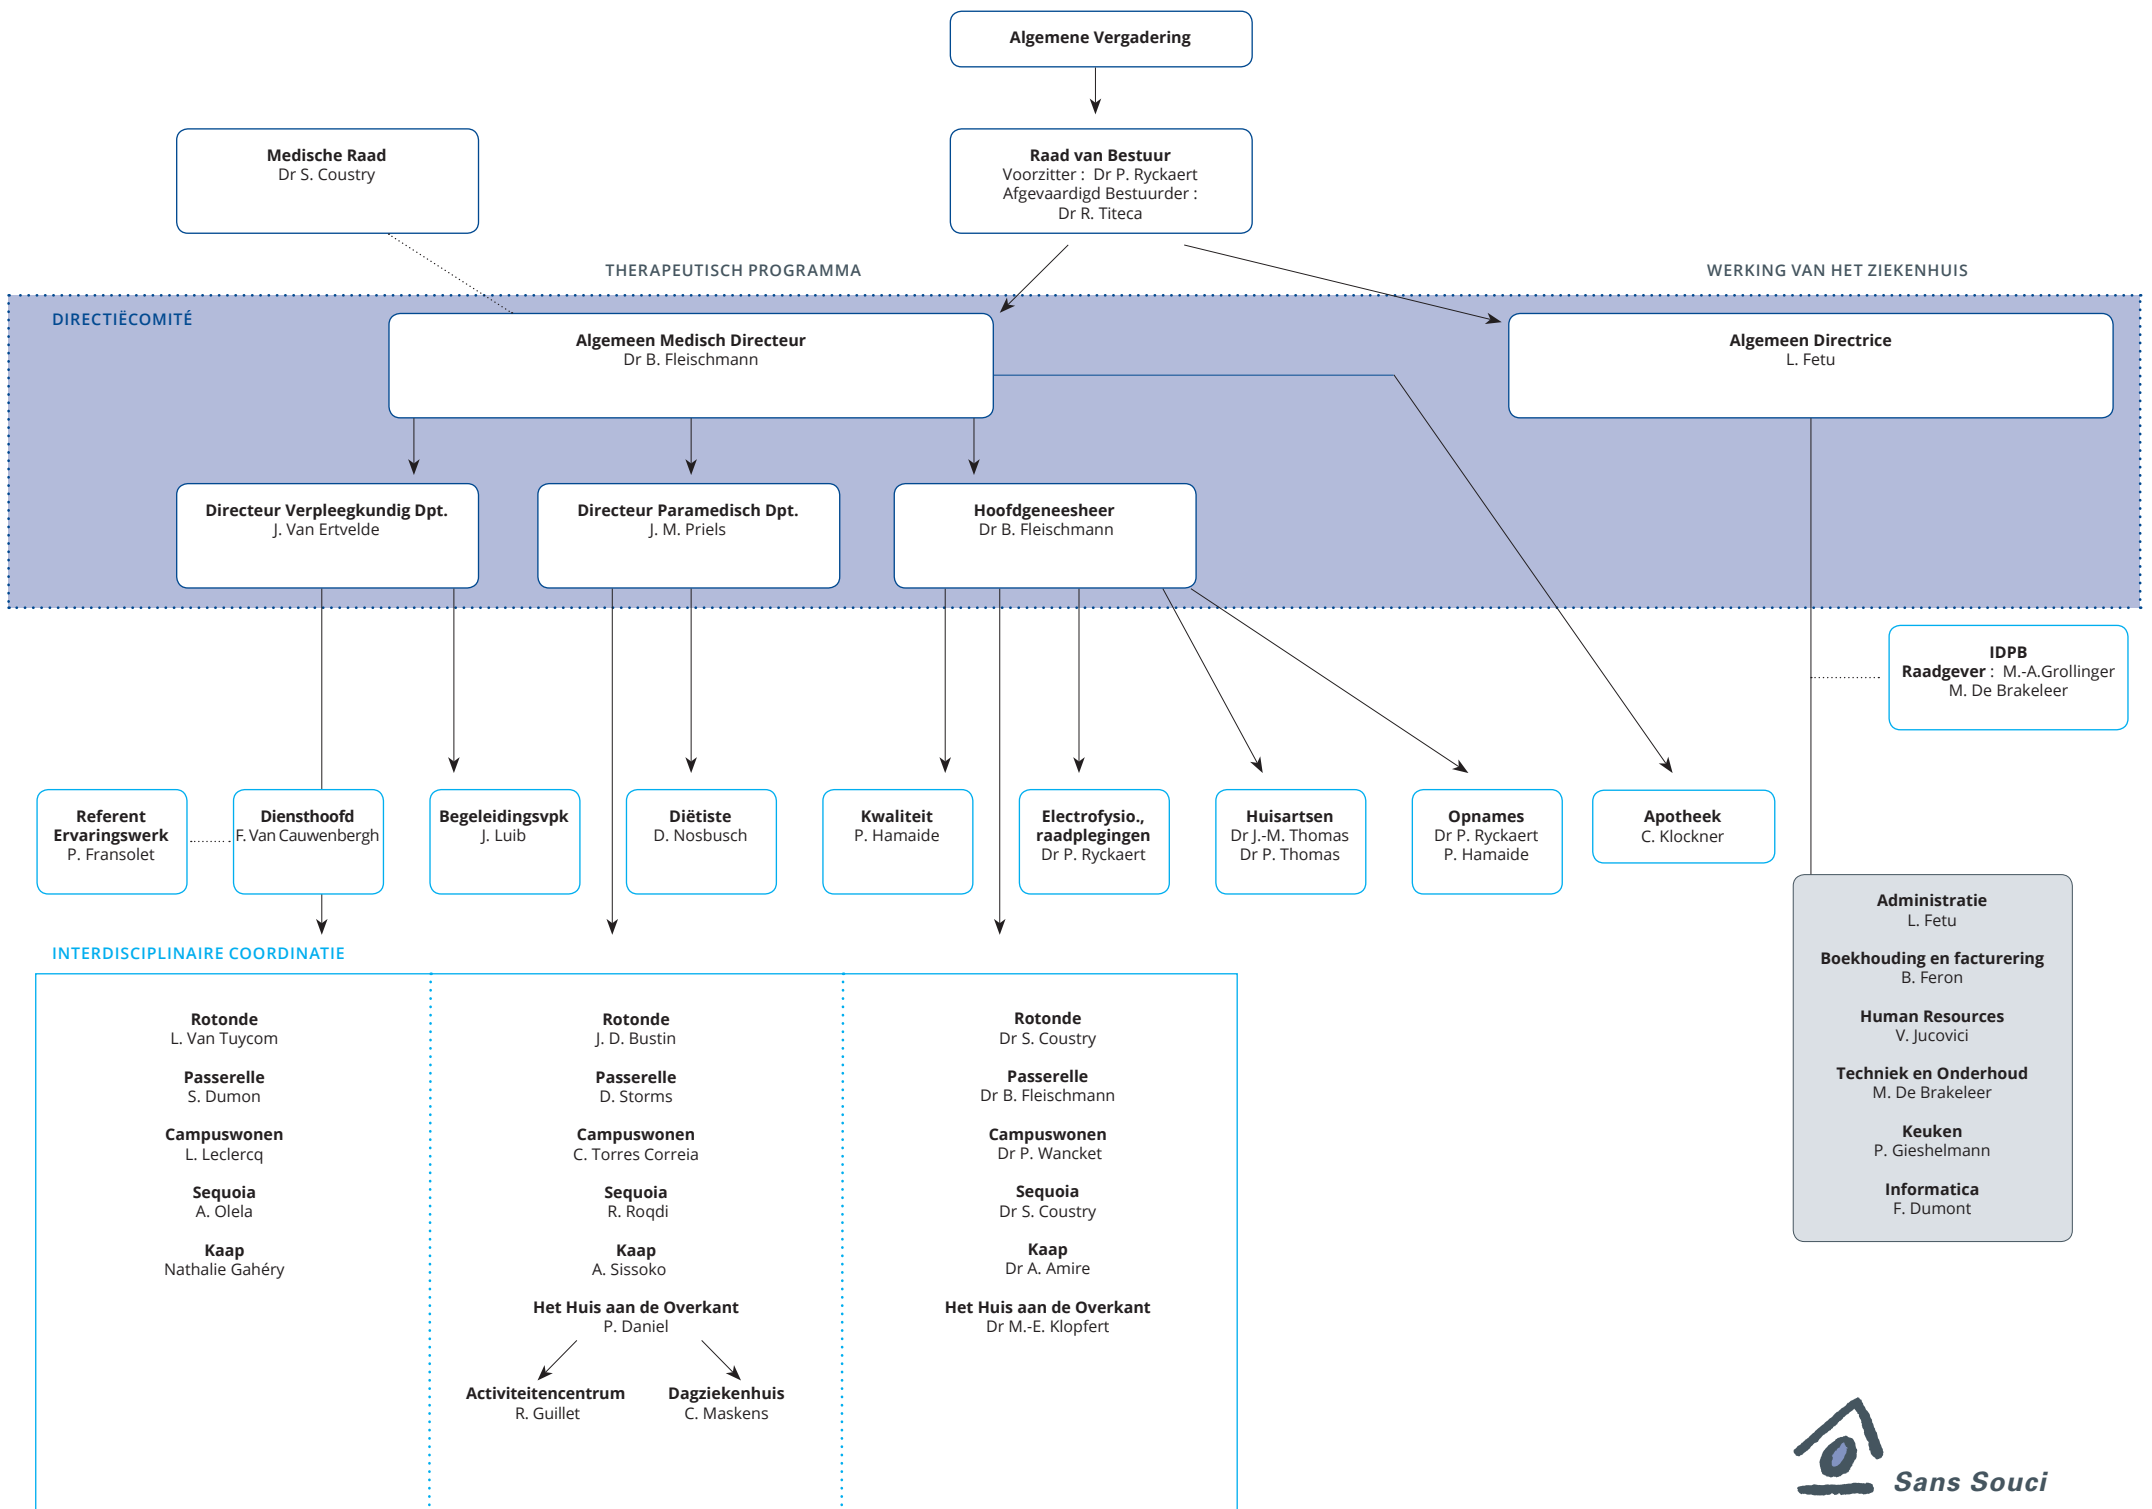 Algemene Vergadering
Medische Raad
Dr S. Coustry
Raad van Bestuur
Voorzitter : Dr P. Ryckaert
Afgevaardigd Bestuurder :
Dr R. Titeca
THERAPEUTISCH PROGRAMMA
WERKING VAN HET ZIEKENHUIS
DIRECTIËCOMITÉ
Algemeen Medisch Directeur
Dr B. Fleischmann
Algemeen Directrice
L. Fetu
Directeur Verpleegkundig Dpt.
J. Van Ertvelde
Directeur Paramedisch Dpt.
J. M. Priels
Hoofdgeneesheer
Dr B. Fleischmann
IDPB
Raadgever : M.-A.Grollinger
M. De Brakeleer
Referent
Ervaringswerk
P. Fransolet
Diensthoofd
F. Van Cauwenbergh
Begeleidingsvpk
J. Luib
Diëtiste
D. Nosbusch
Kwaliteit
P. Hamaide
Electrofysio.,
raadplegingen
Dr P. Ryckaert
Huisartsen
Dr J.-M. Thomas
Dr P. Thomas
Opnames
Dr P. Ryckaert
P. Hamaide
Apotheek
C. Klockner
Administratie
L. Fetu
Boekhouding en facturering
B. Feron
Human Resources
V. Jucovici
Techniek en Onderhoud
M. De Brakeleer
Keuken
P. Gieshelmann
Informatica
F. Dumont
INTERDISCIPLINAIRE COORDINATIE
Rotonde
L. Van Tuycom
Passerelle
S. Dumon
Campuswonen
L. Leclercq
Sequoia
A. Olela
Kaap
Nathalie Gahéry
Rotonde
J. D. Bustin
Passerelle
D. Storms
Campuswonen
C. Torres Correia
Sequoia
R. Roqdi
Kaap
A. Sissoko
Het Huis aan de Overkant
P. Daniel
Activiteitencentrum
R. Guillet
Dagziekenhuis
C. Maskens
Rotonde
Dr S. Coustry
Passerelle
Dr B. Fleischmann
Campuswonen
Dr P. Wancket
Sequoia
Dr S. Coustry
Kaap
Dr A. Amire
Het Huis aan de Overkant
Dr M.-E. Klopfert
Sans Souci